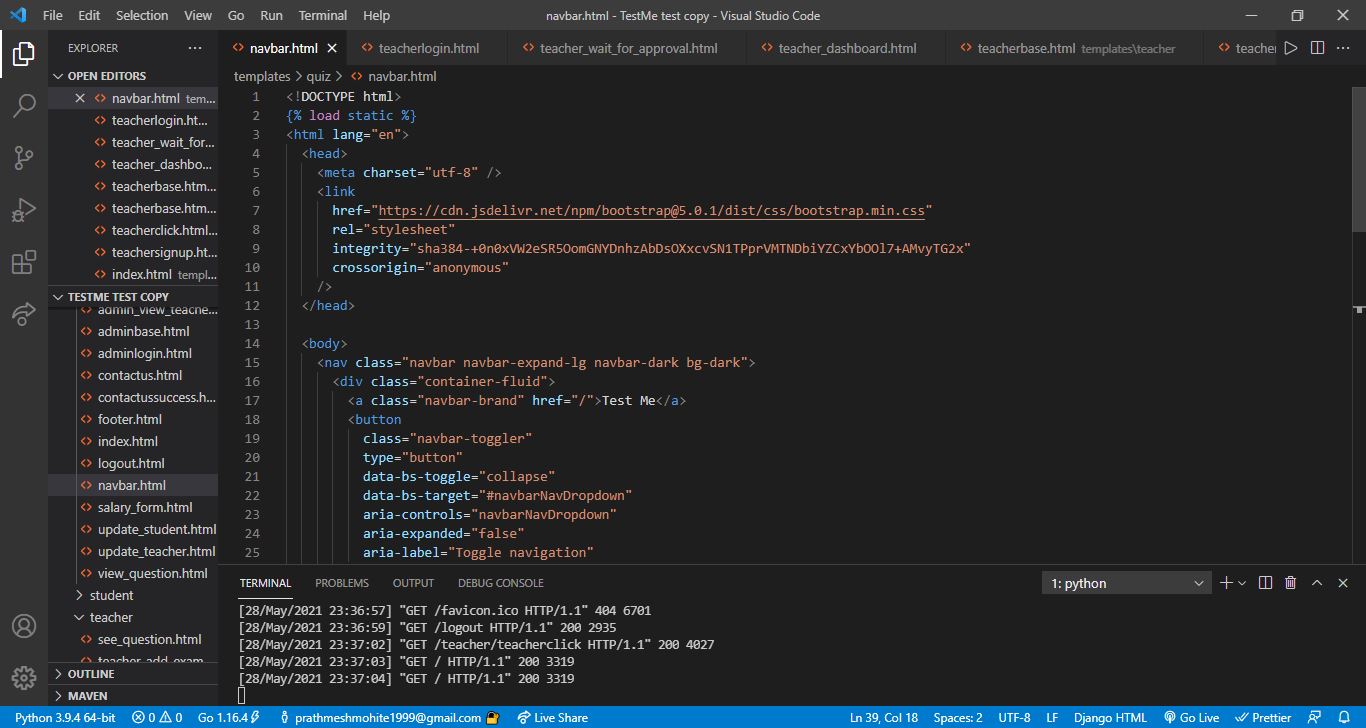 File Edit Selection View Go Run Terminal Help
navbar.html - TestMe test copy - Visual Studio Code
EXPLORER
navbar.html
teacherlogin.html
teacher_wait_for_approval.html
teacher_dashboard.html
teacherbase.html templates\teacher
teacher
OPEN EDITORS
navbar.html tem...
teacherlogin.ht...
teacher_wait_for...
teacher_dashbo...
teacherbase.htm...
teacherbase.htm...
teacherclick.html...
teachersignup.ht...
index.html templ...
TESTME TEST COPY
admin_view_teache...
adminbase.html
adminlogin.html
contactus.html
contactussuccess.h...
footer.html
index.html
logout.html
navbar.html
salary_form.html
update_student.html
update_teacher.html
view_question.html
student
teacher
see_question.html
teacher_add_exam
OUTLINE
MAVEN
templates > quiz > navbar.html
1 <!DOCTYPE html>
2 {% load static %}
3 <html lang="en">
4 <head>
5 <meta charset="utf-8" />
6 <link
7 href="https://cdn.jsdelivr.net/npm/bootstrap@5.0.1/dist/css/bootstrap.min.css"
8 rel="stylesheet"
9 integrity="sha384-+0n0xVW2eSR5OomGNYDnhzAbDsOXxcvSN1TPprVMTNDbiYZCxYbOOl7+AMvyTG2x"
10 crossorigin="anonymous"
11 />
12 </head>
13
14 <body>
15 <nav class="navbar navbar-expand-lg navbar-dark bg-dark">
16 <div class="container-fluid">
17 <a class="navbar-brand" href="/">Test Me</a>
18 <button
19 class="navbar-toggler"
20 type="button"
21 data-bs-toggle="collapse"
22 data-bs-target="#navbarNavDropdown"
23 aria-controls="navbarNavDropdown"
24 aria-expanded="false"
25 aria-label="Toggle navigation"
TERMINAL PROBLEMS OUTPUT DEBUG CONSOLE
1: python
[28/May/2021 23:36:57] "GET /favicon.ico HTTP/1.1" 404 6701
[28/May/2021 23:36:59] "GET /logout HTTP/1.1" 200 2935
[28/May/2021 23:37:02] "GET /teacher/teacherclick HTTP/1.1" 200 4027
[28/May/2021 23:37:03] "GET / HTTP/1.1" 200 3319
[28/May/2021 23:37:04] "GET / HTTP/1.1" 200 3319
Python 3.9.4 64-bit 0 0 Go 1.16.4 prathmeshmohite1999@gmail.com Live Share Ln 39, Col 18 Spaces: 2 UTF-8 LF Django HTML Go Live Prettier